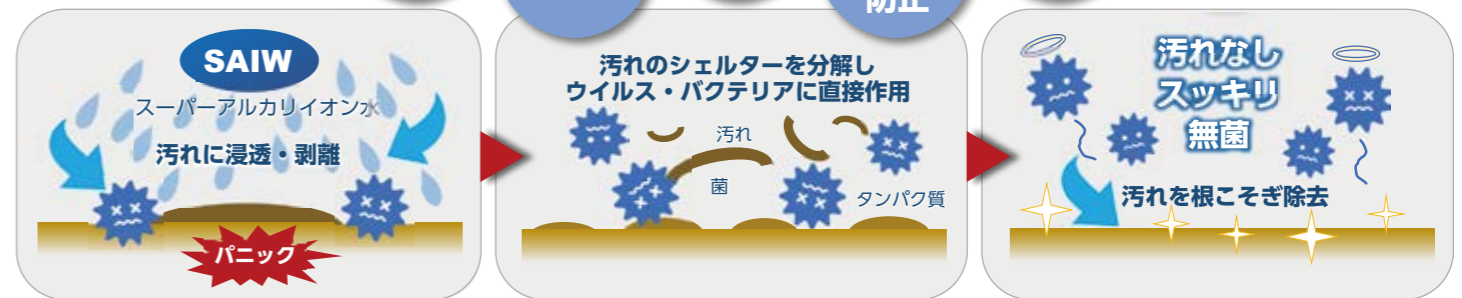 防止
SAIW
スーパーアルカリイオン水
汚れに浸透・剥離
パニック
汚れのシェルターを分解し
ウイルス・バクテリアに直接作用
汚れ
菌
タンパク質
汚れなし
スッキリ
無菌
汚れを根こそぎ除去